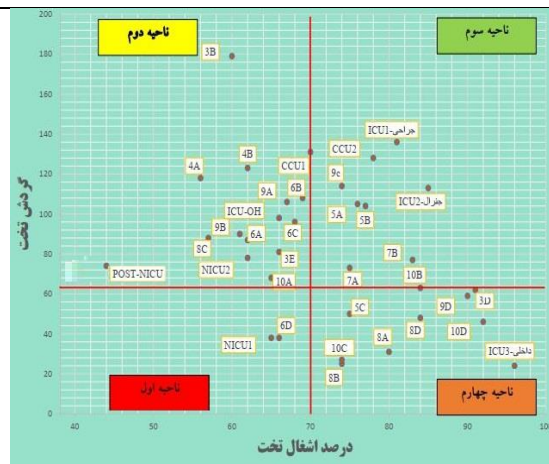 ناحیه دوم
ناحیه سوم
200
180
160
140
120
100
80
60
40
20
0
گردش تخت
3B
ICU1-جراحی
CCU2
4B
4A
CCU1
9c
9A
6B
ICU2-جنرال
ICU-OH
5A
5B
9B
6A
6C
8C
7B
NICU2
3E
POST-NICU
10A
7A
10B
5C
9D
3D
6D
8D
10D
NICU1
10C
8A
ICU3-داخلی
8B
ناحیه اول
ناحیه چهارم
40
50
60
70
80
90
100
درصد اشغال تخت